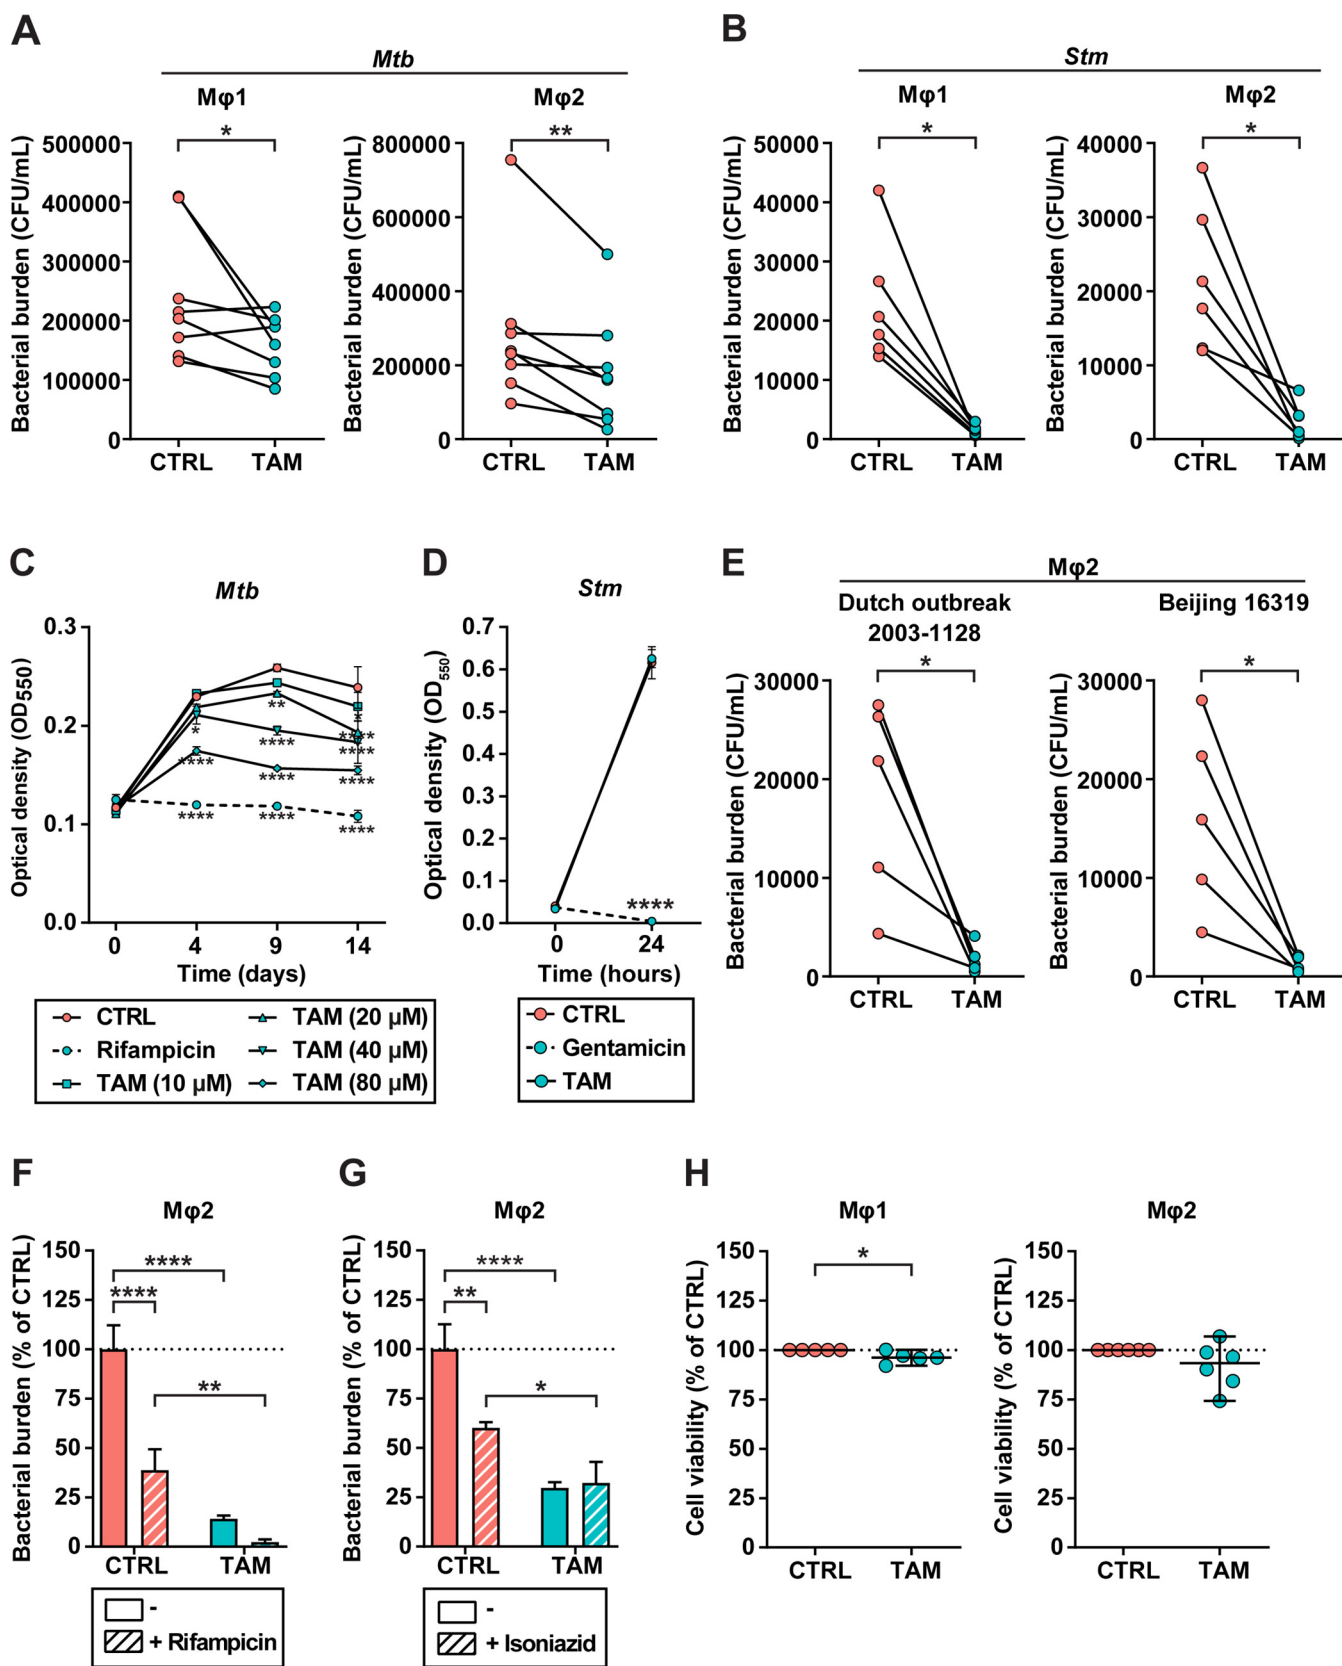 A
Mtb
Mφ1
Mφ2
*
**
Bacterial burden (CFU/mL)
500000
400000
300000
200000
100000
0
CTRL TAM
Bacterial burden (CFU/mL)
800000
600000
400000
200000
0
CTRL TAM
B
Stm
Mφ1
Mφ2
*
*
Bacterial burden (CFU/mL)
50000
40000
30000
20000
10000
0
CTRL TAM
Bacterial burden (CFU/mL)
40000
30000
20000
10000
0
CTRL TAM
C
Mtb
Optical density (OD550)
0.3
0.2
0.1
0.0
*
****
****
**
****
****
****
*
****
****
****
****
0 4 9 14
Time (days)
CTRL
Rifampicin
TAM (10 µM)
TAM (20 µM)
TAM (40 µM)
TAM (80 µM)
D
Stm
Optical density (OD550)
0.7
0.6
0.5
0.4
0.3
0.1
0.0
****
0 24
Time (hours)
CTRL
Gentamicin
TAM
E
Mφ2
Dutch outbreak
2003-1128
Beijing 16319
*
*
Bacterial burden (CFU/mL)
30000
20000
10000
0
CTRL TAM
Bacterial burden (CFU/mL)
30000
20000
10000
0
CTRL TAM
F
Mφ2
Bacterial burden (% of CTRL)
150
125
100
75
50
25
0
****
****
**
CTRL TAM
-
+ Rifampicin
G
Mφ2
Bacterial burden (% of CTRL)
150
125
100
75
50
25
0
****
**
*
CTRL TAM
-
+ Isoniazid
H
Mφ1
Mφ2
*
Cell viability (% of CTRL)
150
125
100
75
50
25
0
CTRL TAM
Cell viability (% of CTRL)
150
125
100
75
50
25
0
CTRL TAM